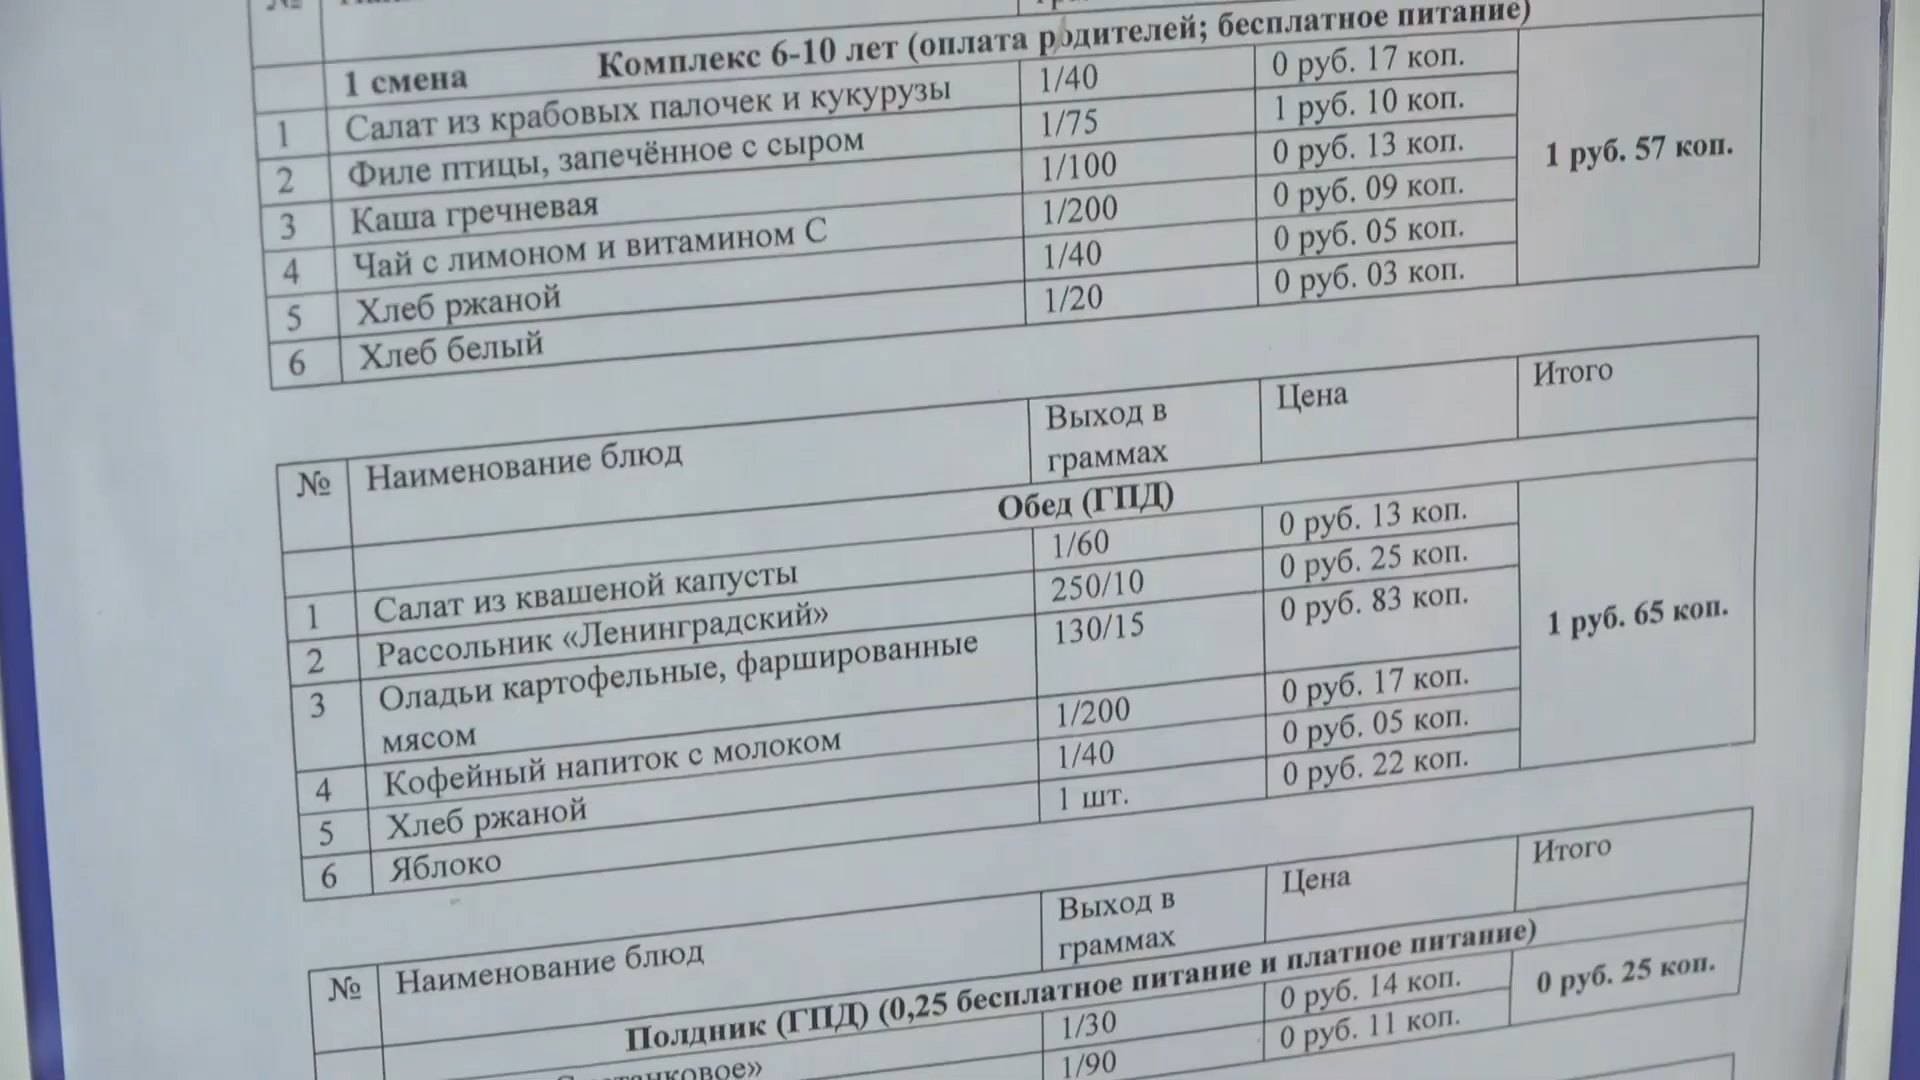 №
Комплекс 6-10 лет (оплата родителей; бесплатное питание)
1 смена
1 Салат из крабовых палочек и кукурузы 1/40 0 руб. 17 коп.
2 Филе птицы, запечённое с сыром 1/75 1 руб. 10 коп.
3 Каша гречневая 1/100 0 руб. 13 коп. 1 руб. 57 коп.
4 Чай с лимоном и витамином С 1/200 0 руб. 09 коп.
5 Хлеб ржаной 1/40 0 руб. 05 коп.
6 Хлеб белый 1/20 0 руб. 03 коп.
№ Наименование блюд Выход в Цена Итого
граммах
Обед (ГПД)
1 Салат из квашеной капусты 1/60 0 руб. 13 коп.
2 Рассольник «Ленинградский» 250/10 0 руб. 25 коп.
3 Оладьи картофельные, фаршированные 130/15 0 руб. 83 коп. 1 руб. 65 коп.
мясом
4 Кофейный напиток с молоком 1/200 0 руб. 17 коп.
5 Хлеб ржаной 1/40 0 руб. 05 коп.
6 Яблоко 1 шт. 0 руб. 22 коп.
№ Наименование блюд Выход в Цена Итого
граммах
Полдник (ГПД) (0,25 бесплатное питание и платное питание)
1/30 0 руб. 14 коп. 0 руб. 25 коп.
1/90 0 руб. 11 коп.